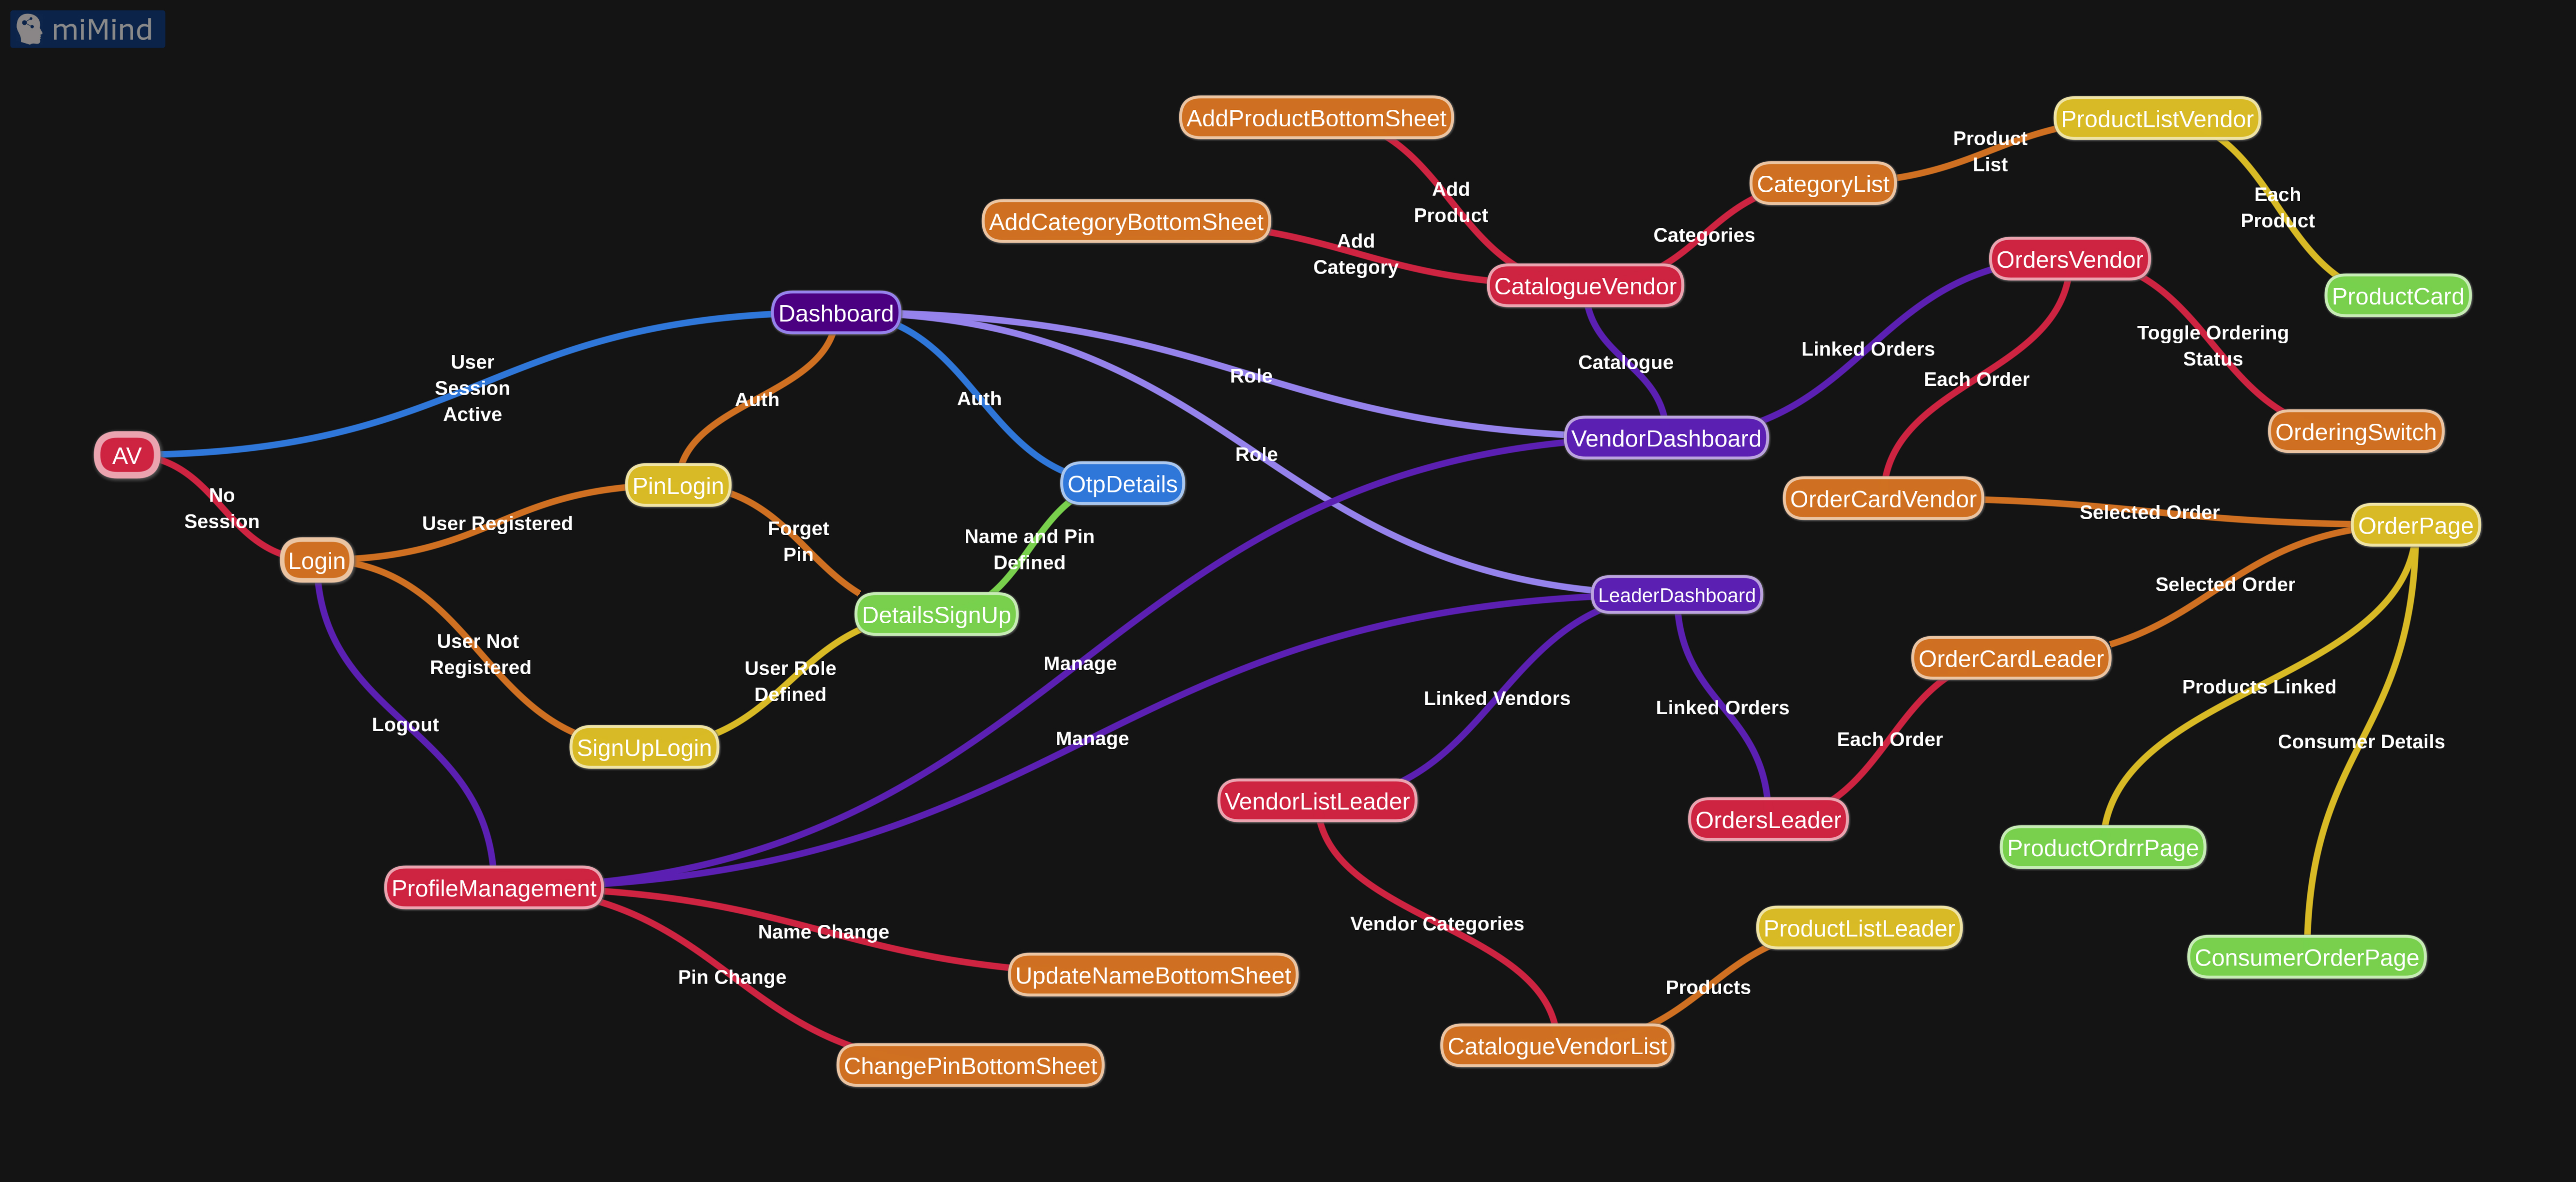 miMind
AddProductBottomSheet
ProductListVendor
Product
List
CategoryList
Add
Product
Each
Product
AddCategoryBottomSheet
Add
Category
Categories
OrdersVendor
CatalogueVendor
ProductCard
Dashboard
Toggle Ordering
Status
Linked Orders
User
Session
Active
Catalogue
Role
Each Order
Auth
Auth
OrderingSwitch
VendorDashboard
AV
Role
PinLogin
OtpDetails
No
Session
OrderCardVendor
Selected Order
OrderPage
User Registered
Forget
Pin
Name and Pin
Defined
Login
Selected Order
LeaderDashboard
DetailsSignUp
User Not
Registered
OrderCardLeader
Manage
User Role
Defined
Products Linked
Linked Vendors
Linked Orders
Logout
Manage
Each Order
Consumer Details
SignUpLogin
VendorListLeader
OrdersLeader
ProductOrdrrPage
ProfileManagement
Vendor Categories
ProductListLeader
Name Change
ConsumerOrderPage
Pin Change
UpdateNameBottomSheet
Products
CatalogueVendorList
ChangePinBottomSheet